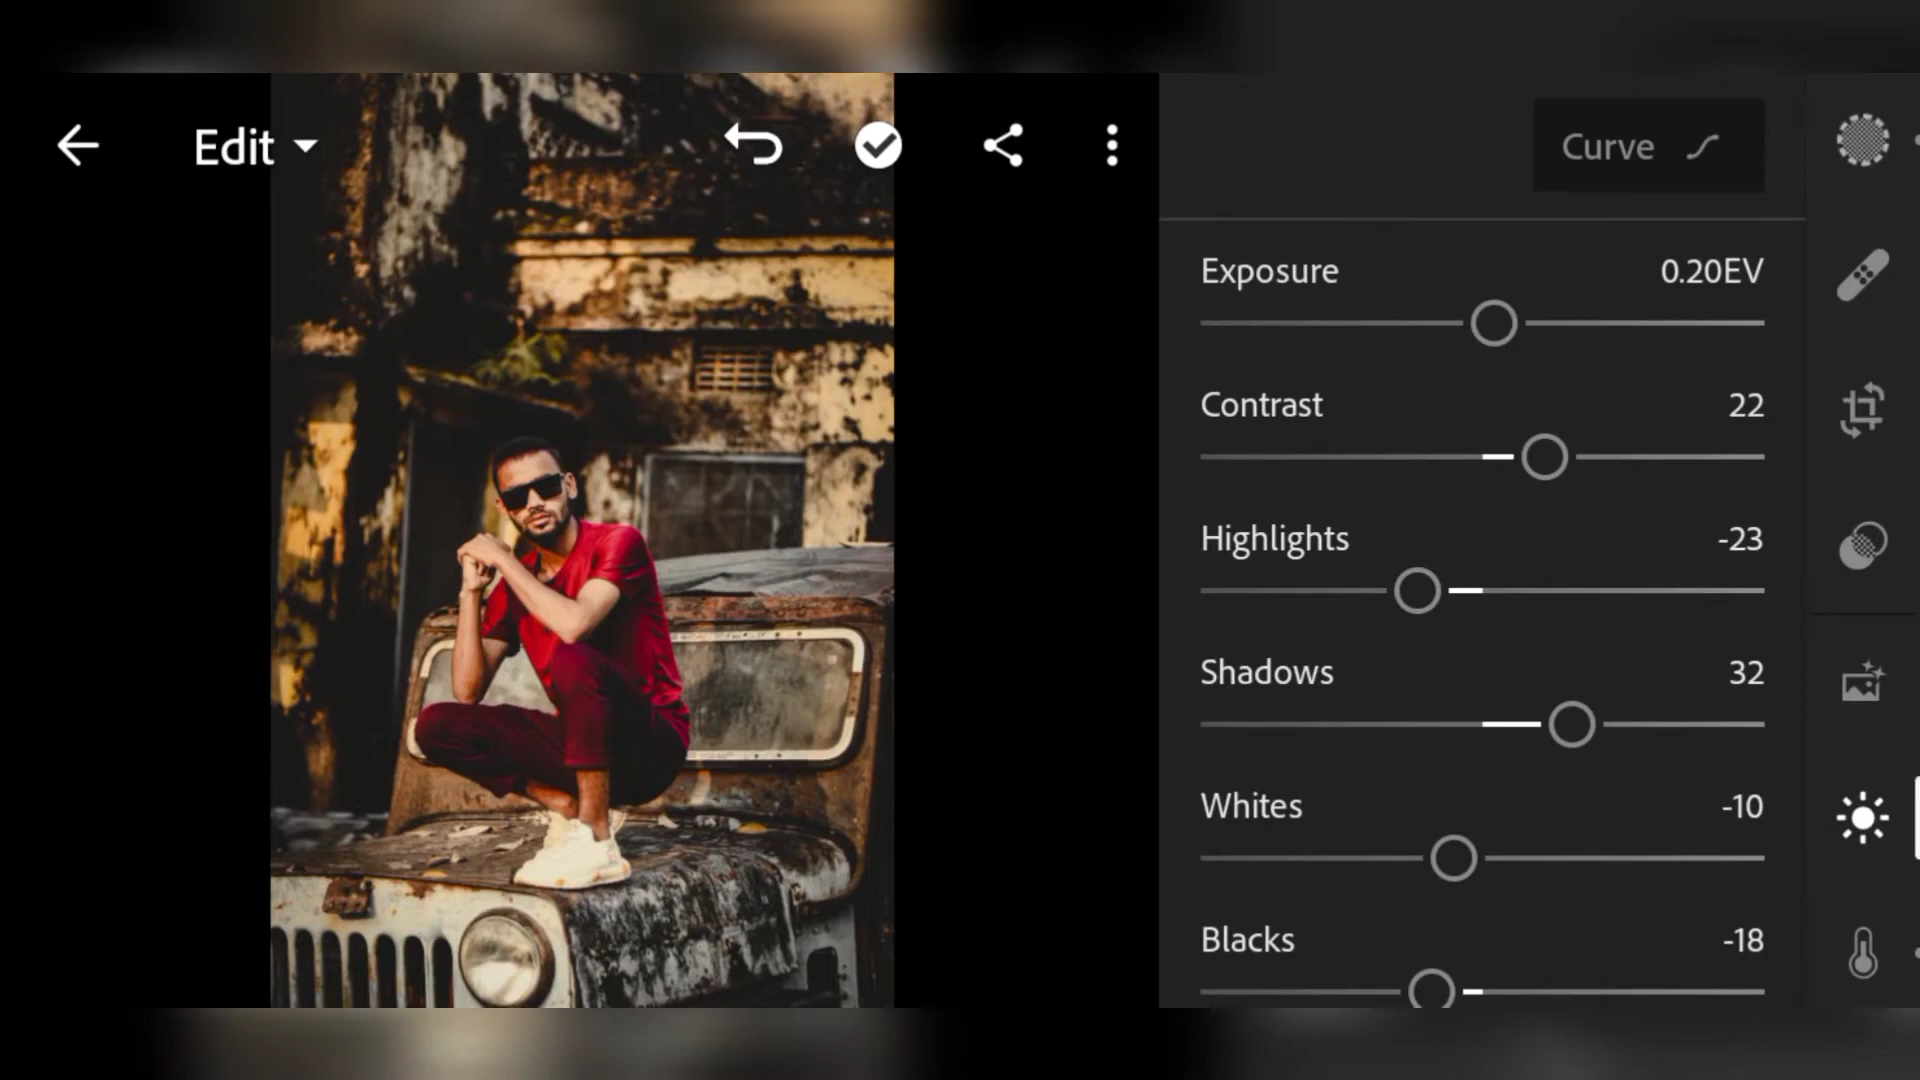 Edit
Curve
Exposure 0.20EV
Contrast 22
Highlights -23
Shadows 32
Whites -10
Blacks -18